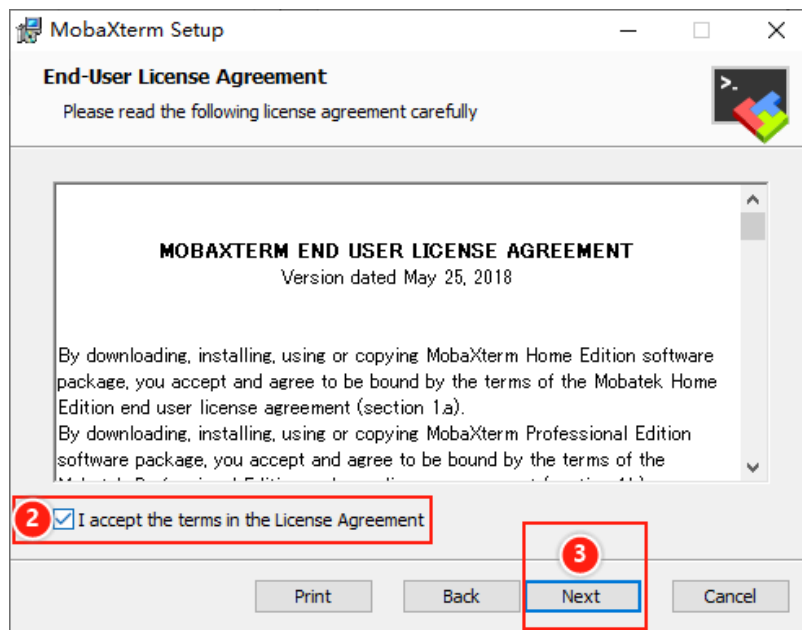 MobaXterm Setup
End-User License Agreement
Please read the following license agreement carefully
>.
MOBAXTERM END USER LICENSE AGREEMENT
Version dated May 25, 2018
By downloading, installing, using or copying MobaXterm Home Edition software
package, you accept and agree to be bound by the terms of the Mobatek Home
Edition end user license agreement (section 1.a).
By downloading, installing, using or copying MobaXterm Professional Edition
software package, you accept and agree to be bound by the terms of the
2 I accept the terms in the License Agreement
3
Print Back Next Cancel